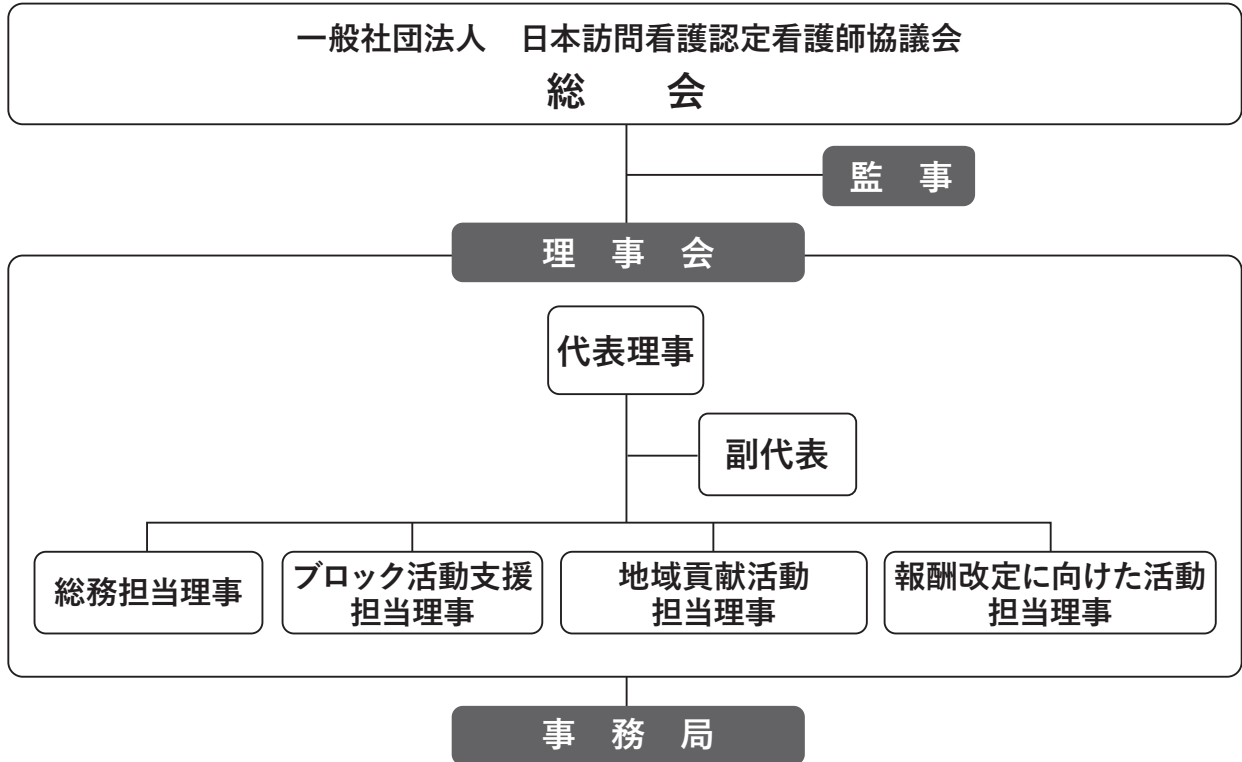 一般社団法人　日本訪問看護認定看護師協議会
総　会
監　事
理　事　会
代表理事
副代表
総務担当理事
ブロック活動支援
担当理事
地域貢献活動
担当理事
報酬改定に向けた活動
担当理事
事　務　局